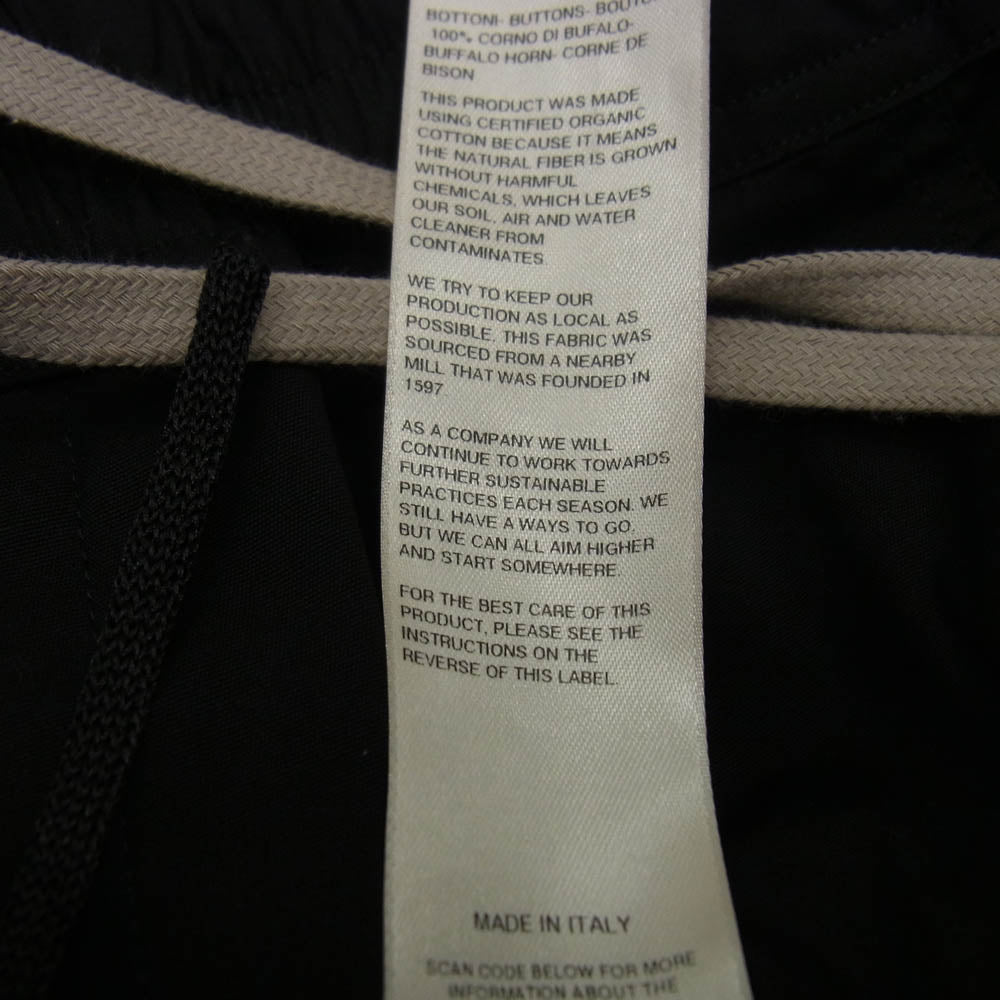 BOTTONI- BUTTONS- BOUTO
100% CORNO DI BUFALO-
BUFFALO HORN- CORNE DE
BISON
THIS PRODUCT WAS MADE
USING CERTIFIED ORGANIC
COTTON BECAUSE IT MEANS
THE NATURAL FIBER IS GROWN
WITHOUT HARMFUL
CHEMICALS, WHICH LEAVES
OUR SOIL, AIR AND WATER
CLEANER FROM
CONTAMINATES.
WE TRY TO KEEP OUR
PRODUCTION AS LOCAL AS
POSSIBLE. THIS FABRIC WAS
SOURCED FROM A NEARBY
MILL THAT WAS FOUNDED IN
1597
AS A COMPANY WE WILL
CONTINUE TO WORK TOWARDS
FURTHER SUSTAINABLE
PRACTICES EACH SEASON. WE
STILL HAVE A WAYS TO GO.
BUT WE CAN ALL AIM HIGHER
AND START SOMEWHERE.
FOR THE BEST CARE OF THIS
PRODUCT, PLEASE SEE THE
INSTRUCTIONS ON THE
REVERSE OF THIS LABEL.
MADE IN ITALY
SCAN CODE BELOW FOR MORE
INFORMATION ABOUT THE